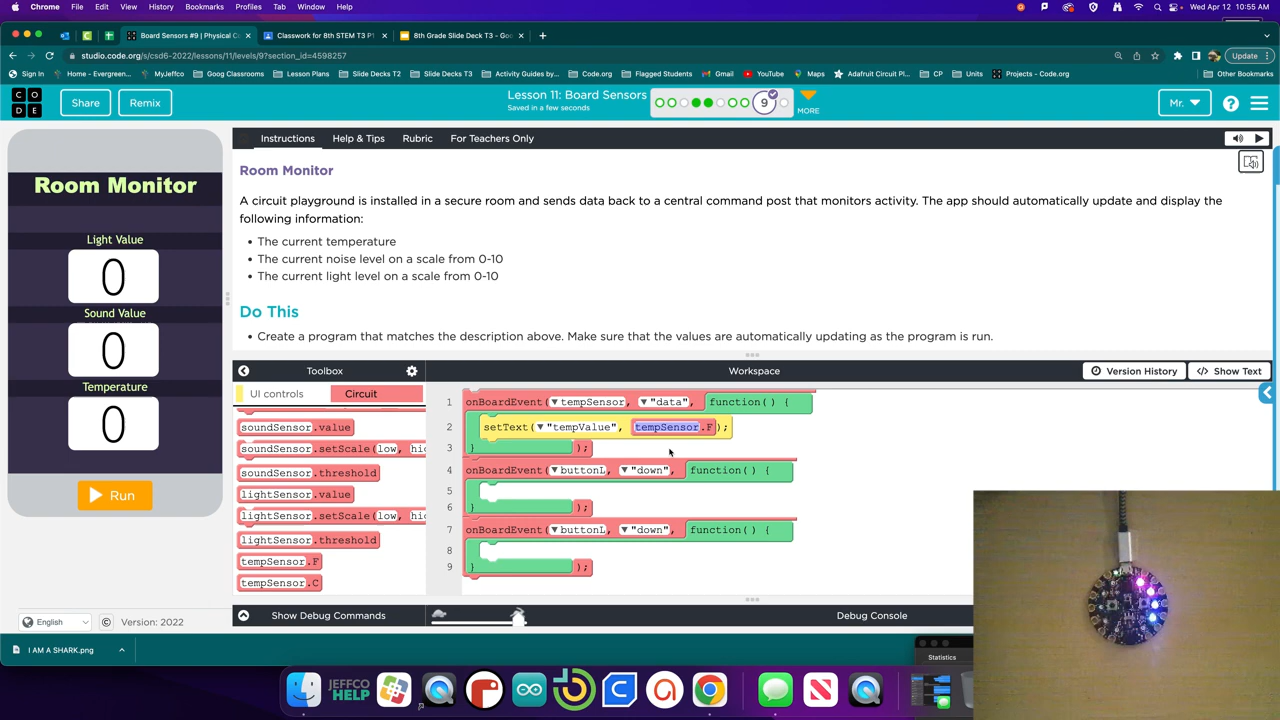 Chrome File Edit View History Bookmarks Profiles Tab Window Help Wed Apr 12 10:55 AM
Board Sensors #9 | Physical C Classwork for 8th STEM T3 P1 8th Grade Slide Deck T3 - Goo
studio.code.org/s/csd6-2022/lessons/11/levels/9?section_id=4598257 Update
Sign In Home - Evergreen... MyJeffco Goog Classrooms Lesson Plans Slide Decks T2 Slide Decks T3 Activity Guides by... Code.org Flagged Students Gmail YouTube Maps Adafruit Circuit Pl... CP Units Projects - Code.org Other Bookmarks
CODE Share Remix Lesson 11: Board Sensors 9 MORE Mr. ?
Saved in a few seconds
Instructions Help & Tips Rubric For Teachers Only
Room Monitor
A circuit playground is installed in a secure room and sends data back to a central command post that monitors activity. The app should automatically update and display the
following information:
The current temperature
The current noise level on a scale from 0-10
The current light level on a scale from 0-10
Do This
Create a program that matches the description above. Make sure that the values are automatically updating as the program is run.
Room Monitor
Light Value
0
Sound Value
0
Temperature
0
Run
Toolbox Workspace Version History </> Show Text
UI controls Circuit
soundSensor.value
soundSensor.setScale(low, hi
soundSensor.threshold
lightSensor.value
lightSensor.setScale(low, hi
lightSensor.threshold
tempSensor.F
tempSensor.C
1 onBoardEvent(▼tempSensor, ▼"data", function() {
2 setText(▼"tempValue", tempSensor.F);
3 } );
4 onBoardEvent(▼buttonL, ▼"down", function() {
5
6 } );
7 onBoardEvent(▼buttonL, ▼"down", function() {
8
9 } );
Show Debug Commands Debug Console
English © Version: 2022
I AM A SHARK.png
Statistics
JEFFCO
HELP